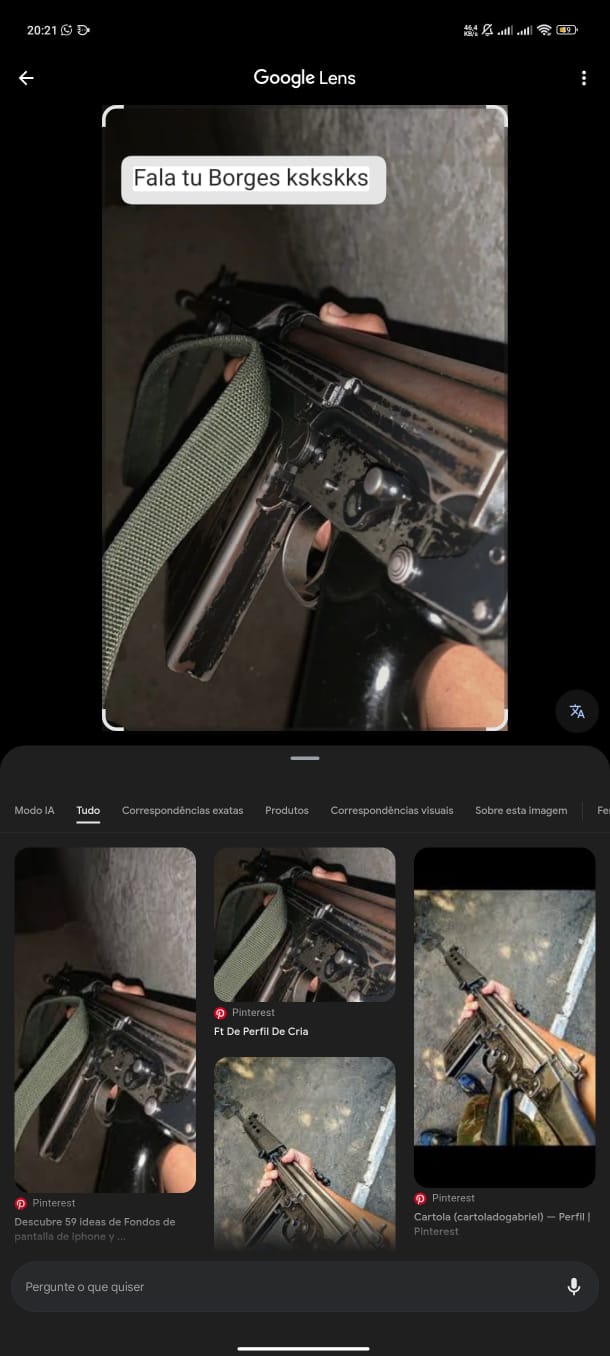 20:21
46,4
KB/s
Google Lens
Fala tu Borges kskskks
Modo IA
Tudo
Correspondências exatas
Produtos
Correspondências visuais
Sobre esta imagem
Pinterest
Descubre 59 ideas de Fondos de
pantalla de iphone y ...
Pinterest
Ft De Perfil De Cria
Pinterest
Cartola (cartoladogabriel) — Perfil |
Pinterest
Pergunte o que quiser